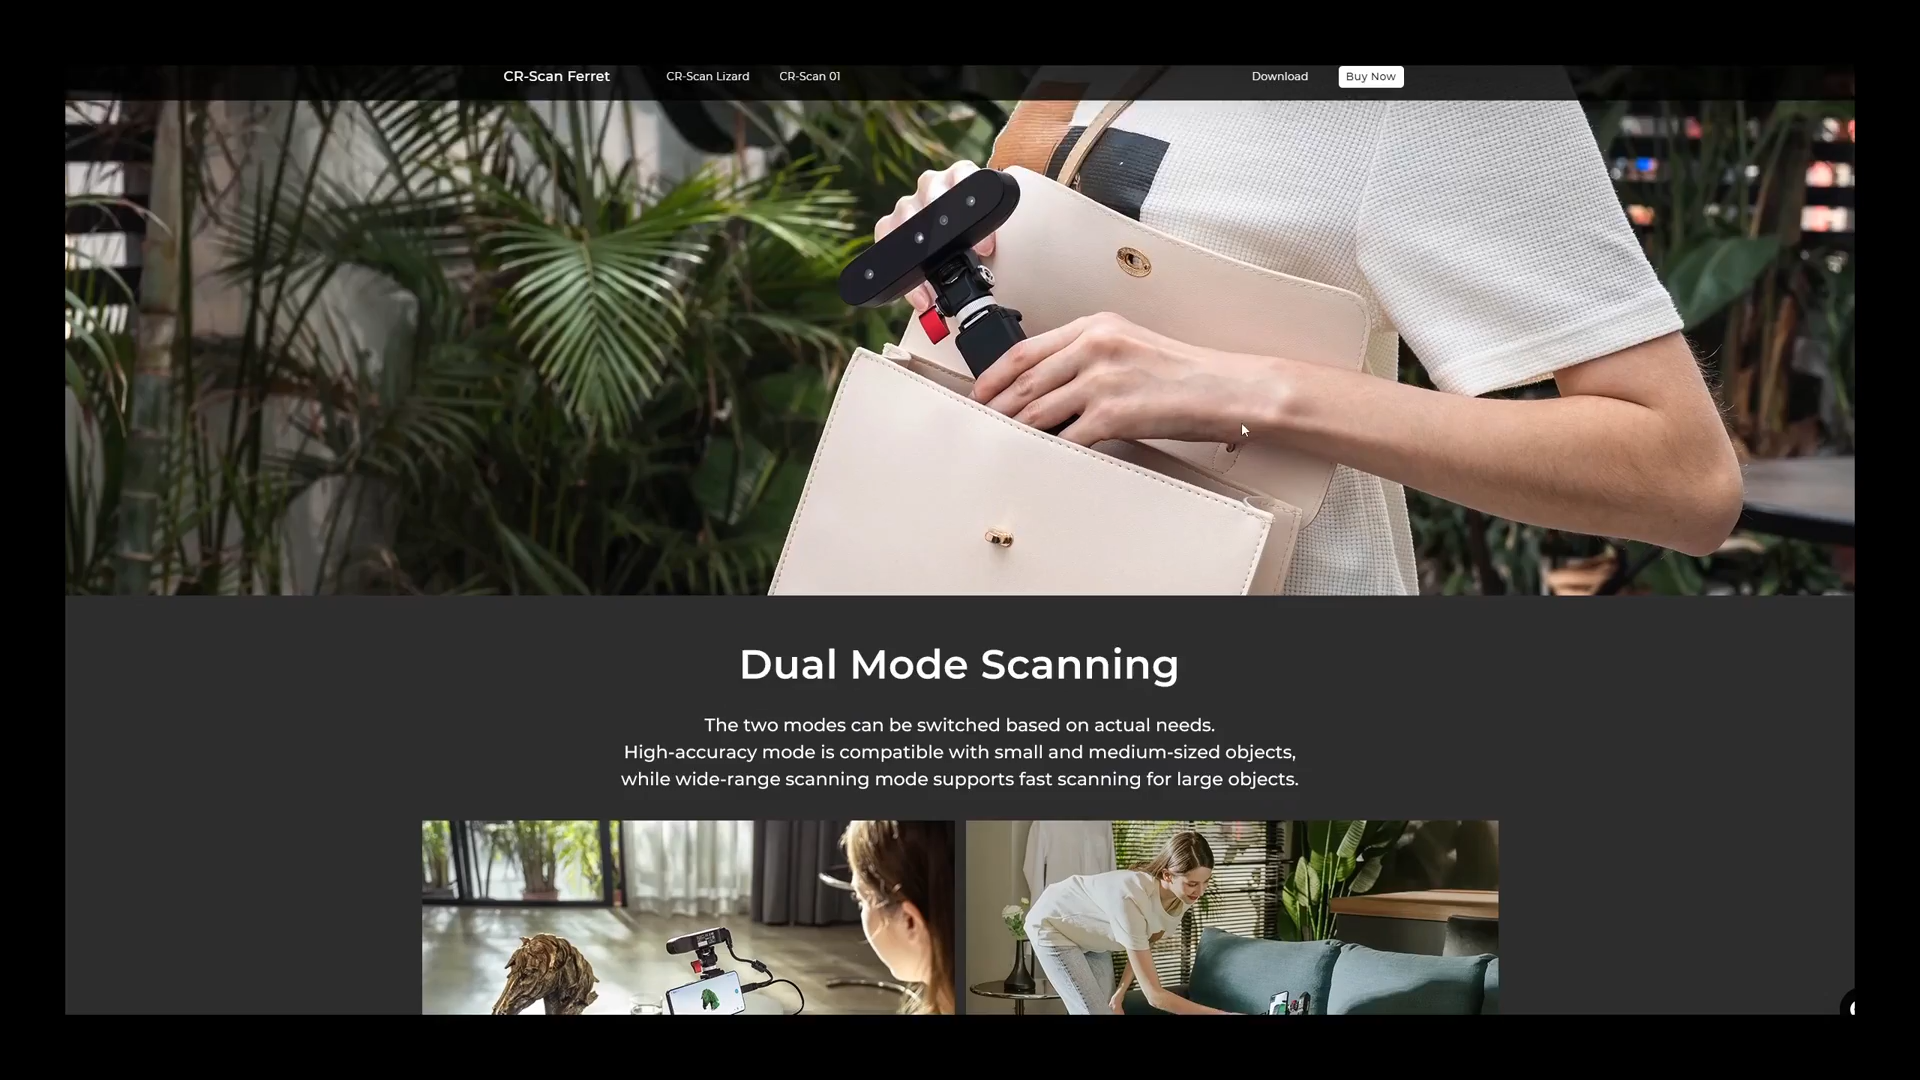 CR-Scan Ferret
CR-Scan Lizard
CR-Scan 01
Download
Buy Now
Dual Mode Scanning
The two modes can be switched based on actual needs.
High-accuracy mode is compatible with small and medium-sized objects,
while wide-range scanning mode supports fast scanning for large objects.